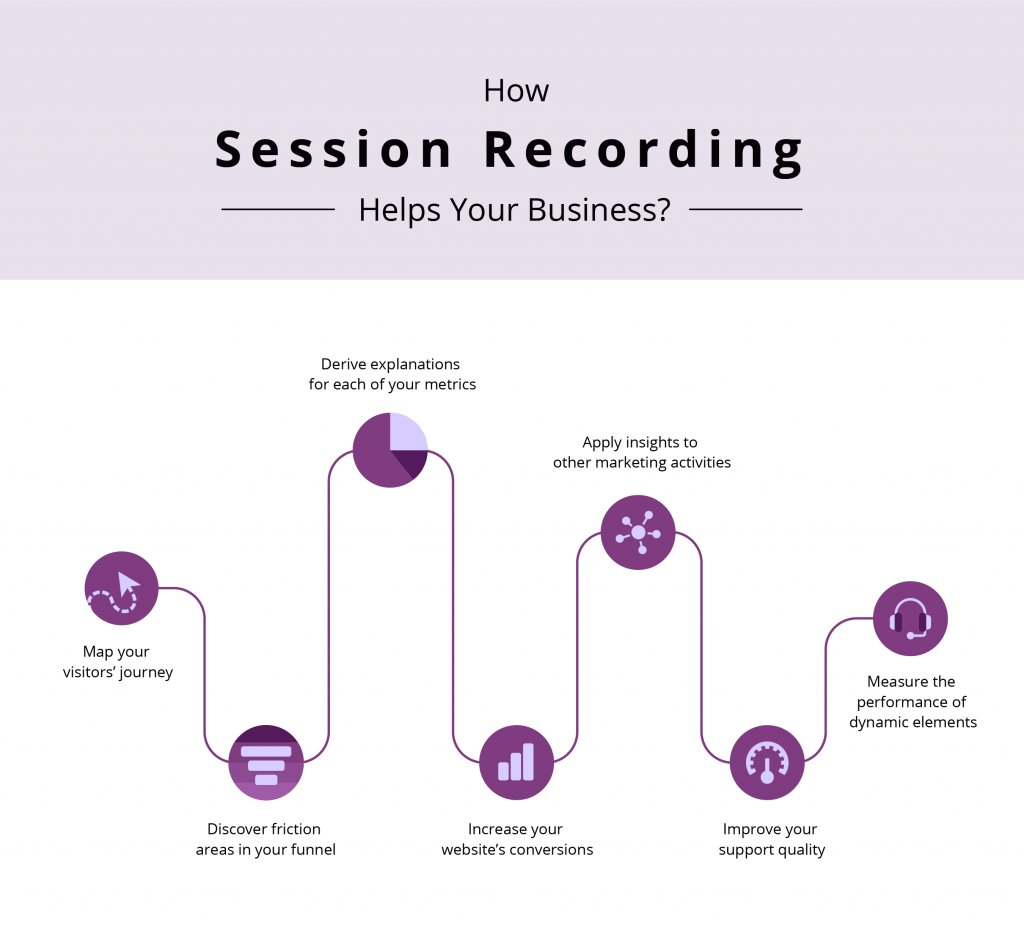 How
Session Recording
Helps Your Business?
Map your
visitors’ journey
Discover friction
areas in your funnel
Derive explanations
for each of your metrics
Increase your
website’s conversions
Apply insights to
other marketing activities
Improve your
support quality
Measure the
performance of
dynamic elements